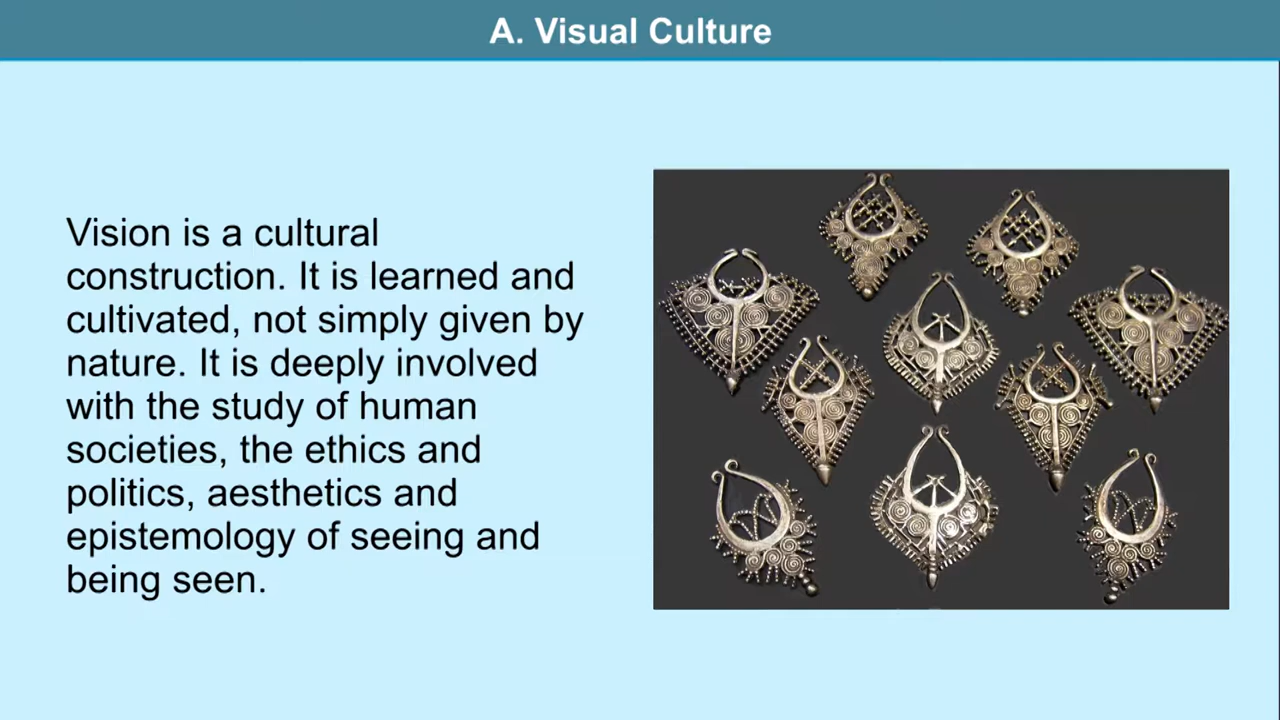 A. Visual Culture
Vision is a cultural
construction. It is learned and
cultivated, not simply given by
nature. It is deeply involved
with the study of human
societies, the ethics and
politics, aesthetics and
epistemology of seeing and
being seen.